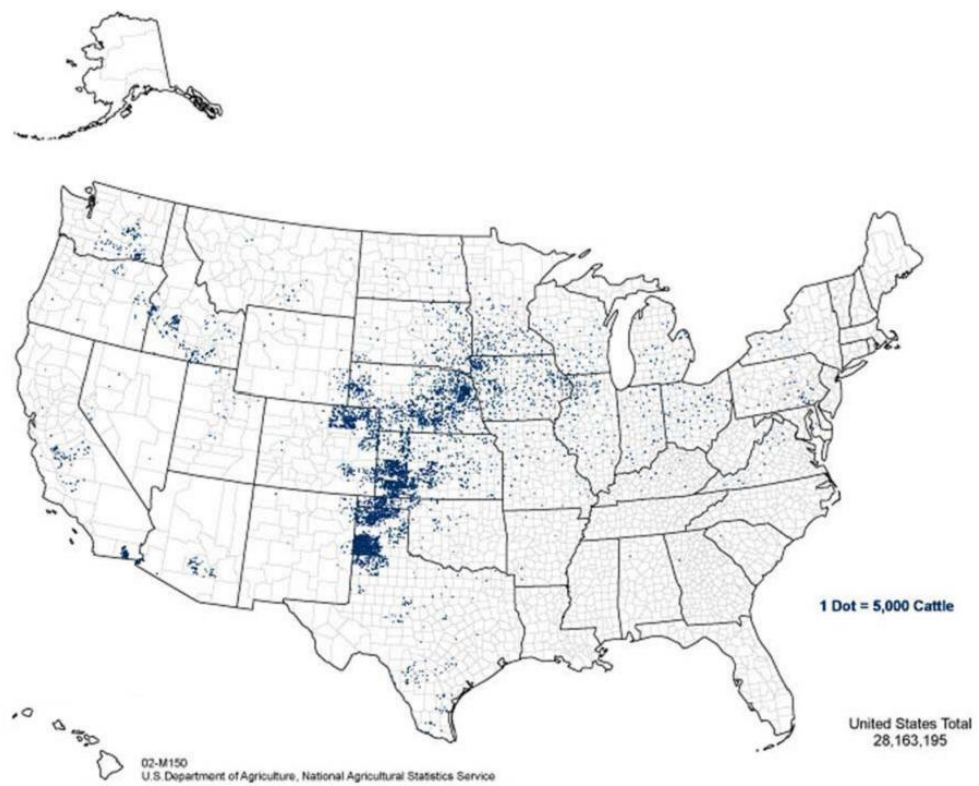 1 Dot = 5,000 Cattle
United States Total
28,163,195
02-M150
U.S. Department of Agriculture, National Agricultural Statistics Service